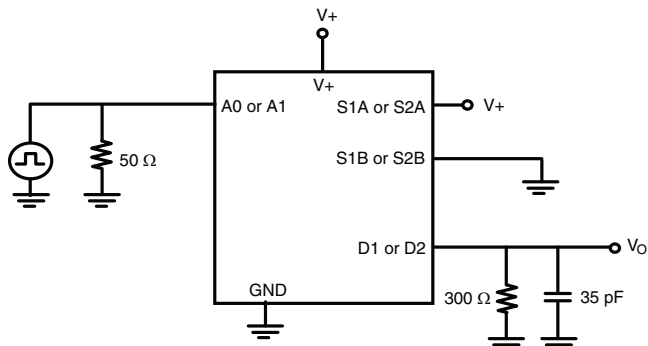 V+
V+
A0 or A1
S1A or S2A
V+
50 Ω
S1B or S2B
D1 or D2
VO
GND
300 Ω
35 pF